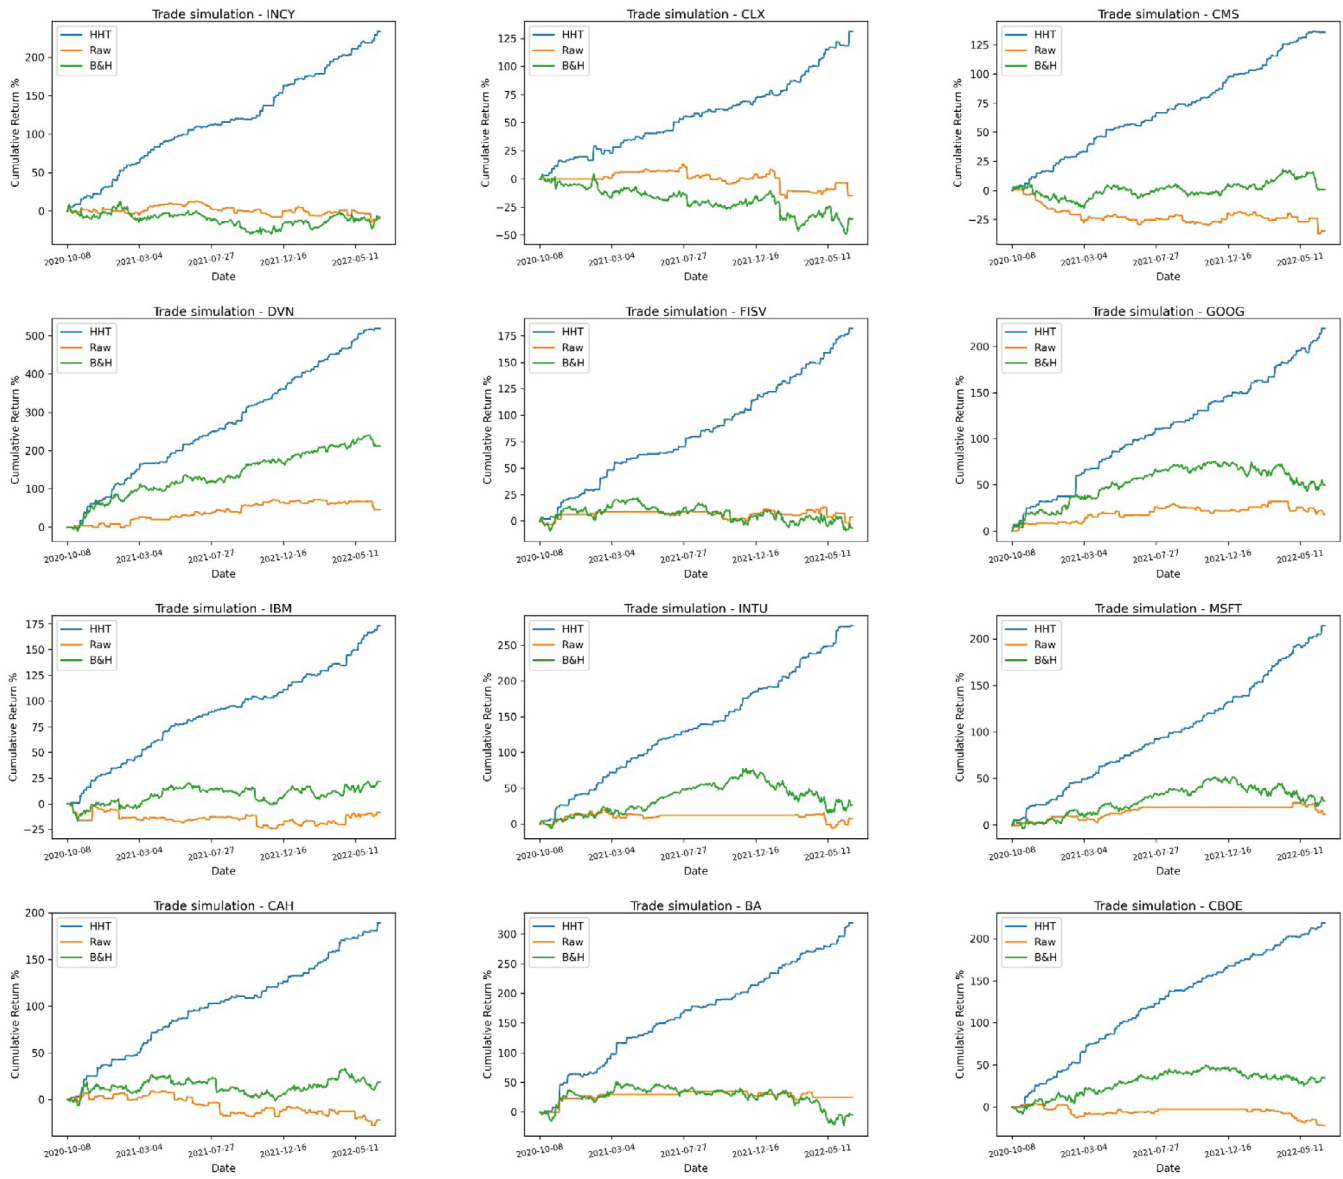 Trade simulation - INCY
HHT
Raw
B&H
Cumulative Return %
200
150
100
50
0
2020-10-08 2021-03-04 2021-07-27 2021-12-16 2022-05-11
Date
Trade simulation - CLX
HHT
Raw
B&H
Cumulative Return %
125
100
75
50
25
0
−25
−50
2020-10-08 2021-03-04 2021-07-27 2021-12-16 2022-05-11
Date
Trade simulation - CMS
HHT
Raw
B&H
Cumulative Return %
125
100
75
50
25
0
−25
2020-10-08 2021-03-04 2021-07-27 2021-12-16 2022-05-11
Date
Trade simulation - DVN
HHT
Raw
B&H
Cumulative Return %
500
400
300
200
100
0
2020-10-08 2021-03-04 2021-07-27 2021-12-16 2022-05-11
Date
Trade simulation - FISV
HHT
Raw
B&H
Cumulative Return %
175
150
125
100
75
50
25
0
2020-10-08 2021-03-04 2021-07-27 2021-12-16 2022-05-11
Date
Trade simulation - GOOG
HHT
Raw
B&H
Cumulative Return %
200
150
100
50
0
2020-10-08 2021-03-04 2021-07-27 2021-12-16 2022-05-11
Date
Trade simulation - IBM
HHT
Raw
B&H
Cumulative Return %
175
150
125
100
75
50
25
0
−25
2020-10-08 2021-03-04 2021-07-27 2021-12-16 2022-05-11
Date
Trade simulation - INTU
HHT
Raw
B&H
Cumulative Return %
250
200
150
100
50
0
2020-10-08 2021-03-04 2021-07-27 2021-12-16 2022-05-11
Date
Trade simulation - MSFT
HHT
Raw
B&H
Cumulative Return %
200
150
100
50
0
2020-10-08 2021-03-04 2021-07-27 2021-12-16 2022-05-11
Date
Trade simulation - CAH
HHT
Raw
B&H
Cumulative Return %
200
150
100
50
0
2020-10-08 2021-03-04 2021-07-27 2021-12-16 2022-05-11
Date
Trade simulation - BA
HHT
Raw
B&H
Cumulative Return %
300
250
200
150
100
50
0
2020-10-08 2021-03-04 2021-07-27 2021-12-16 2022-05-11
Date
Trade simulation - CBOE
HHT
Raw
B&H
Cumulative Return %
200
150
100
50
0
2020-10-08 2021-03-04 2021-07-27 2021-12-16 2022-05-11
Date